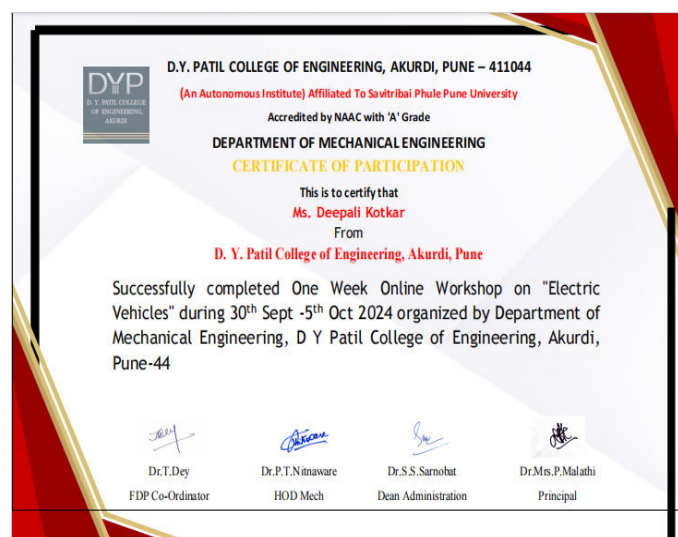 D.Y. PATIL COLLEGE OF ENGINEERING, AKURDI, PUNE – 411044
(An Autonomous Institute) Affiliated To Savitribai Phule Pune University
Accredited by NAAC with 'A' Grade
DYP
D. Y. PATIL COLLEGE
OF ENGINEERING,
AKURDI
DEPARTMENT OF MECHANICAL ENGINEERING
CERTIFICATE OF PARTICIPATION
This is to certify that
Ms. Deepali Kotkar
From
D. Y. Patil College of Engineering, Akurdi, Pune
Successfully completed One Week Online Workshop on "Electric
Vehicles" during 30th Sept -5th Oct 2024 organized by Department of
Mechanical Engineering, D Y Patil College of Engineering, Akurdi,
Pune-44
Dr.T.Dey Dr.P.T.Nitnaware Dr.S.S.Sarnobat Dr.Mrs.P.Malathi
FDP Co-Ordinator HOD Mech Dean Administration Principal